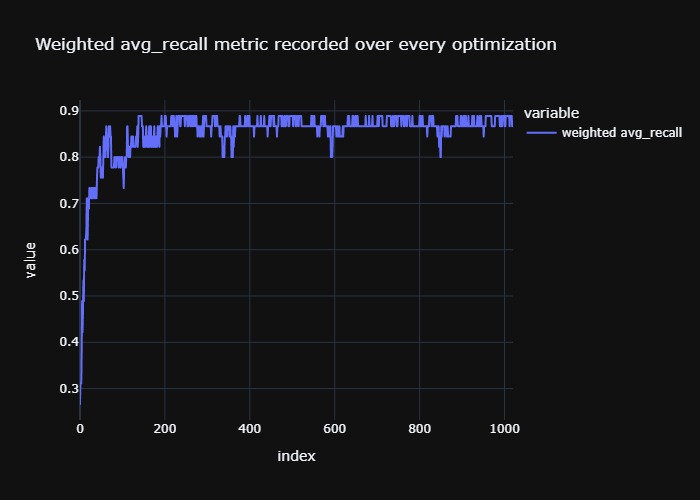 Weighted avg_recall metric recorded over every optimization
variable
weighted avg_recall
value
0.9
0.8
0.7
0.6
0.5
0.4
0.3
0 200 400 600 800 1000
index